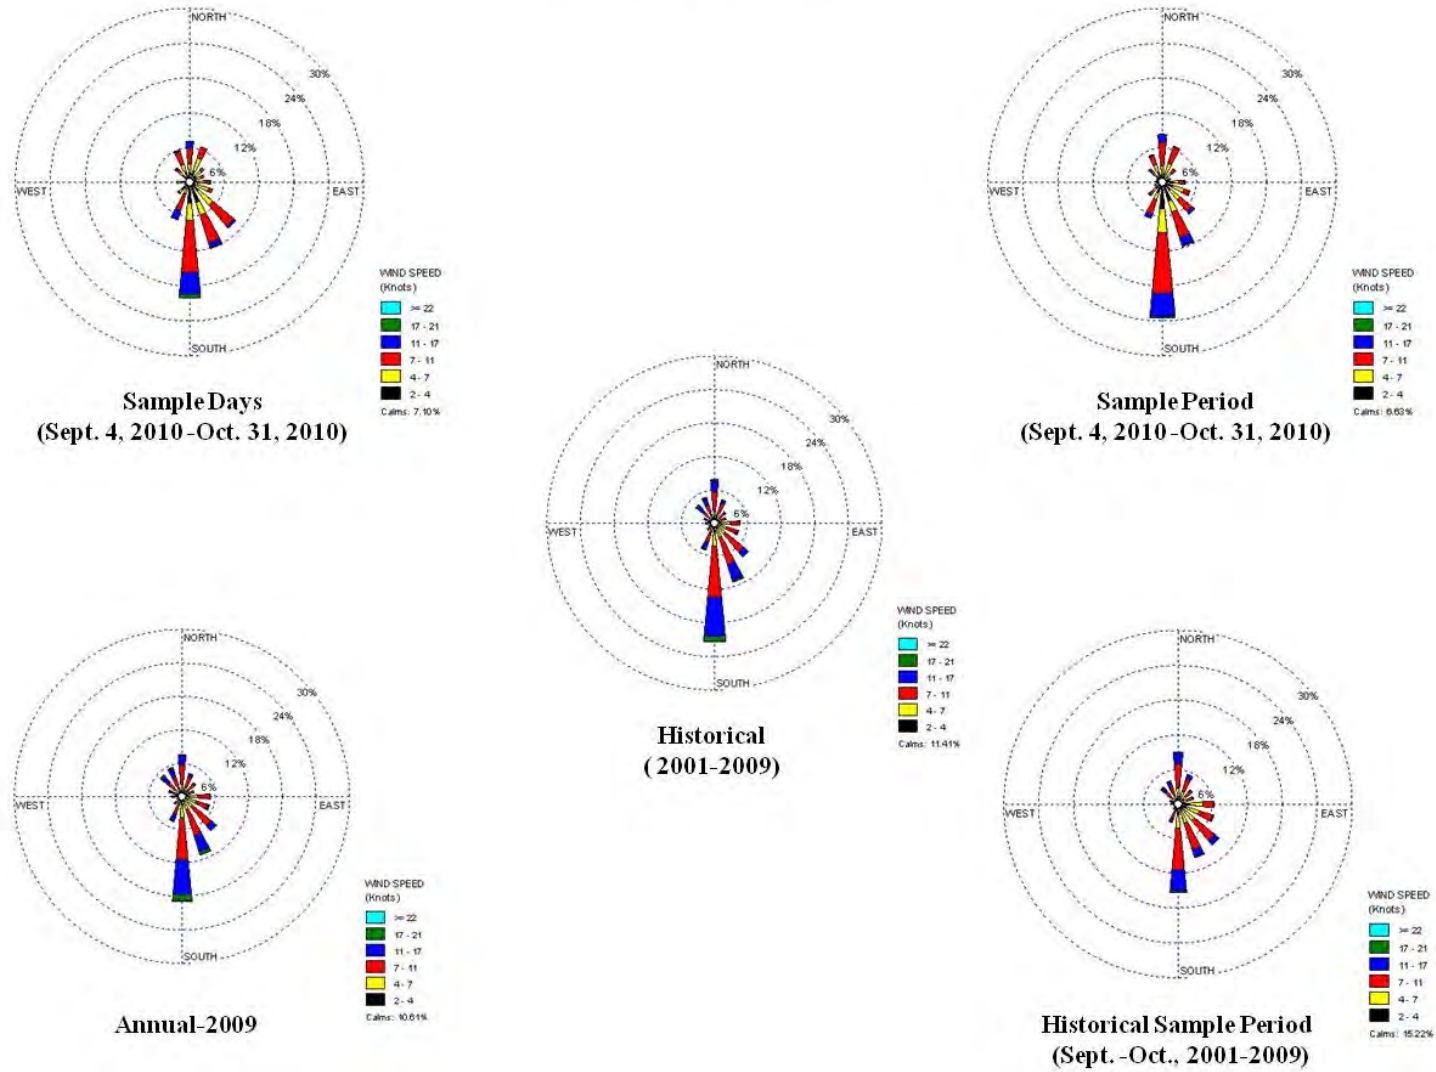 NORTH
30%
24%
18%
12%
6%
WEST
EAST
SOUTH
WIND SPEED
(Knots)
>= 22
17 - 21
11 - 17
7 - 11
4 - 7
2 - 4
Calms: 7.10%
Sample Days
(Sept. 4, 2010 -Oct. 31, 2010)
NORTH
30%
24%
18%
12%
6%
WEST
EAST
SOUTH
WIND SPEED
(Knots)
>= 22
17 - 21
11 - 17
7 - 11
4 - 7
2 - 4
Calms: 6.63%
Sample Period
(Sept. 4, 2010 -Oct. 31, 2010)
NORTH
30%
24%
18%
12%
6%
WEST
EAST
SOUTH
WIND SPEED
(Knots)
>= 22
17 - 21
11 - 17
7 - 11
4 - 7
2 - 4
Calms: 11.41%
Historical
( 2001-2009)
NORTH
30%
24%
18%
12%
6%
WEST
EAST
SOUTH
WIND SPEED
(Knots)
>= 22
17 - 21
11 - 17
7 - 11
4 - 7
2 - 4
Calms: 10.61%
Annual-2009
NORTH
30%
24%
18%
12%
6%
WEST
EAST
SOUTH
WIND SPEED
(Knots)
>= 22
17 - 21
11 - 17
7 - 11
4 - 7
2 - 4
Calms: 15.22%
Historical Sample Period
(Sept. -Oct., 2001-2009)